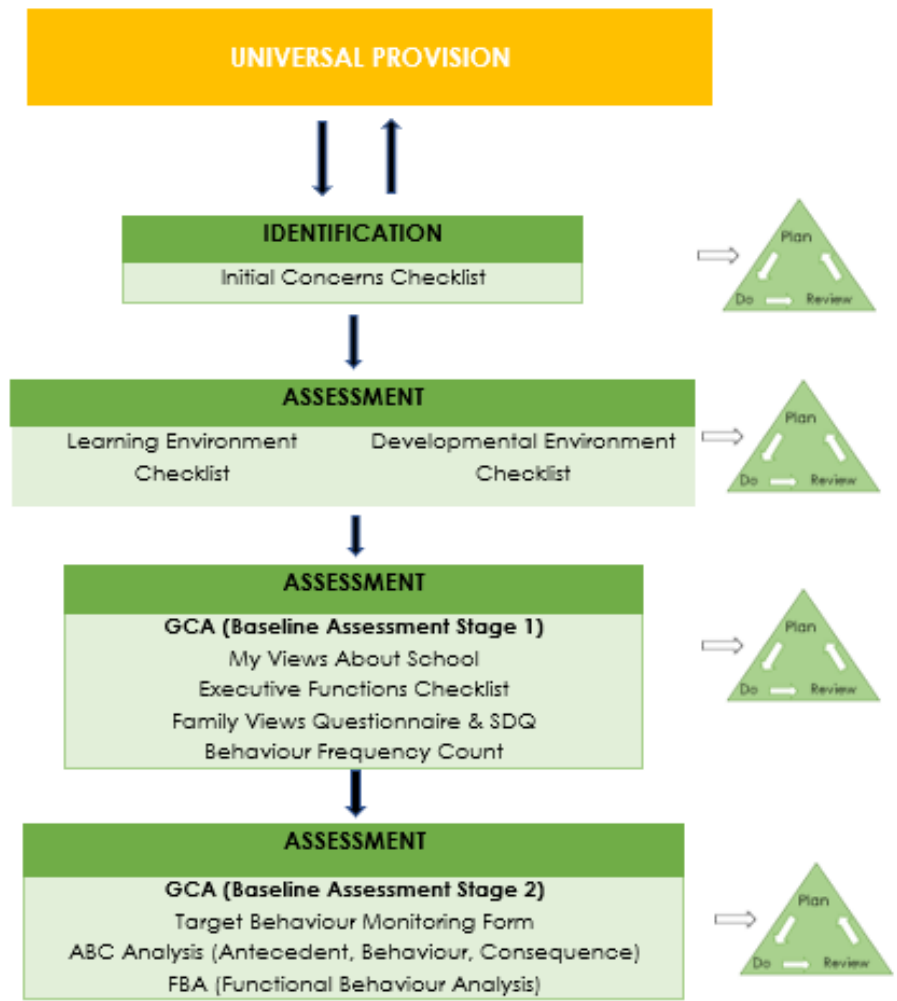 UNIVERSAL PROVISION
IDENTIFICATION
Initial Concerns Checklist
Plan
Do
Review
ASSESSMENT
Learning Environment
Checklist
Developmental Environment
Checklist
Plan
Do
Review
ASSESSMENT
GCA (Baseline Assessment Stage 1)
My Views About School
Executive Functions Checklist
Family Views Questionnaire & SDQ
Behaviour Frequency Count
Plan
Do
Review
ASSESSMENT
GCA (Baseline Assessment Stage 2)
Target Behaviour Monitoring Form
ABC Analysis (Antecedent, Behaviour, Consequence)
FBA (Functional Behaviour Analysis)
Plan
Do
Review